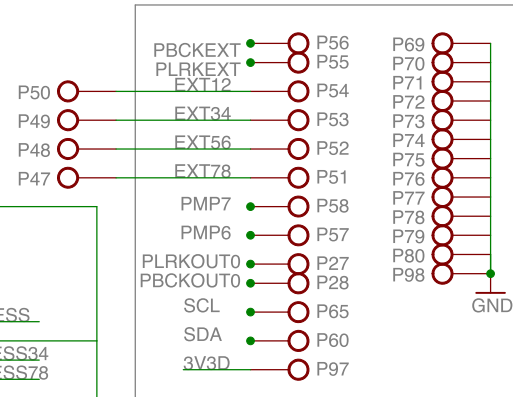 PBCKEXT P56 P69
PLRKEXT P55 P70
P50 EXT12 P54 P71
P72
P49 EXT34 P53 P73
P74
P48 EXT56 P52 P75
P47 EXT78 P51 P76
P77
PMP7 P58 P78
PMP6 P57 P79
P80
PLRKOUT0 P27
PBCKOUT0 P28 P98
SCL P65 GND
ESS
SDA P60
ESS34
3V3D P97
ESS78